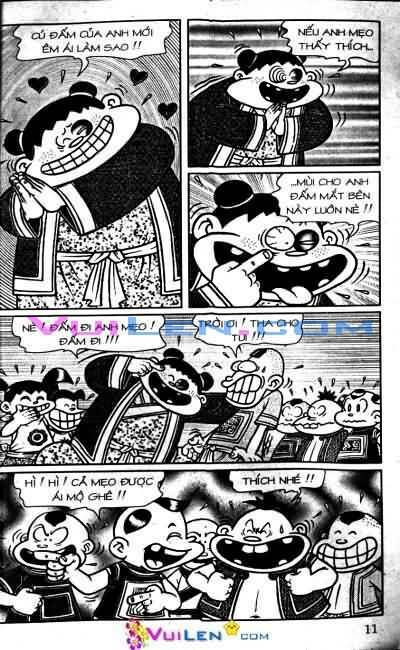 CÚ ĐẤM CỦA ANH MỚI
ÊM ÁI LÀM SAO !!
NẾU ANH MẸO
THẤY THÍCH..
...MÙI CHO ANH
ĐẤM MẮT BÊN
NÀY LUÔN NÈ !!
NÈ ! ĐẤM ĐI ANH MẸO !
ĐẤM ĐI !!!
TRỜI ƠI ! THA CHO
TUI !!!
VUILEN.COM
HÌ ! HÌ ! CẢ MẸO ĐƯỢC
ÁI MỘ GHÊ !!
THÍCH NHÉ !!
11
VUILEN.COM